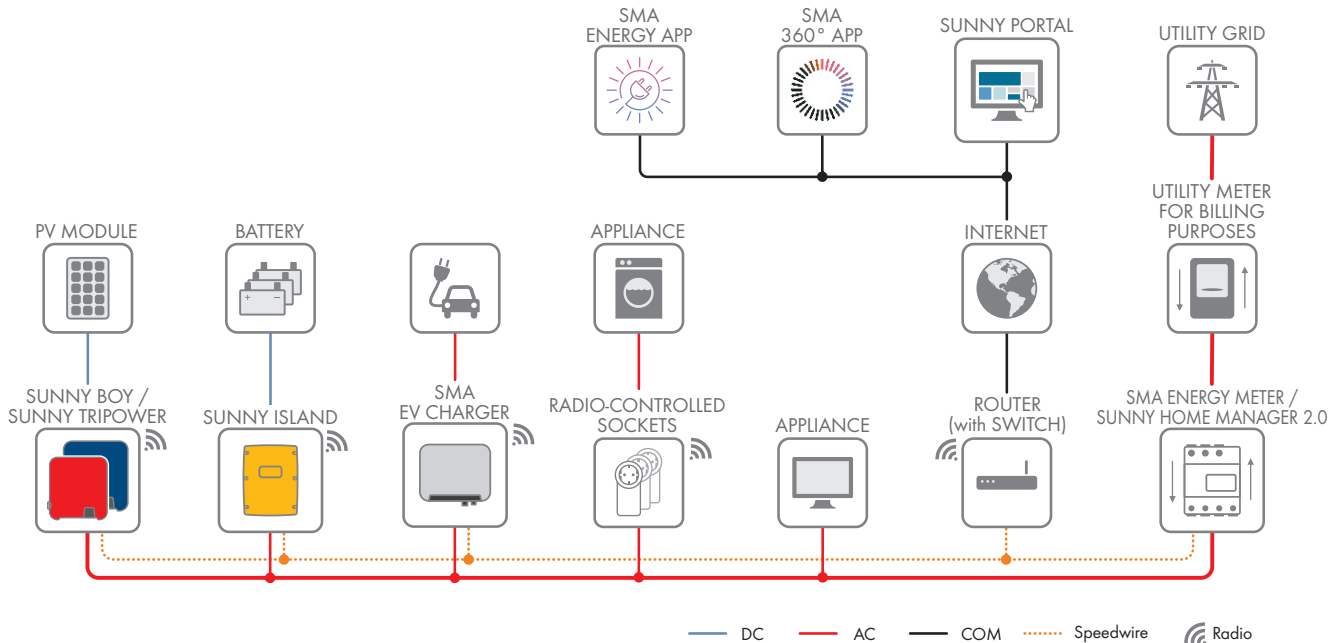 SMA
ENERGY APP
SMA
360° APP
SUNNY PORTAL
UTILITY GRID
UTILITY METER
FOR BILLING
PURPOSES
PV MODULE
BATTERY
APPLIANCE
INTERNET
SUNNY BOY /
SUNNY TRIPOWER
SUNNY ISLAND
SMA
EV CHARGER
RADIO-CONTROLLED
SOCKETS
APPLIANCE
ROUTER
(with SWITCH)
SMA ENERGY METER /
SUNNY HOME MANAGER 2.0
DC
AC
COM
Speedwire
Radio